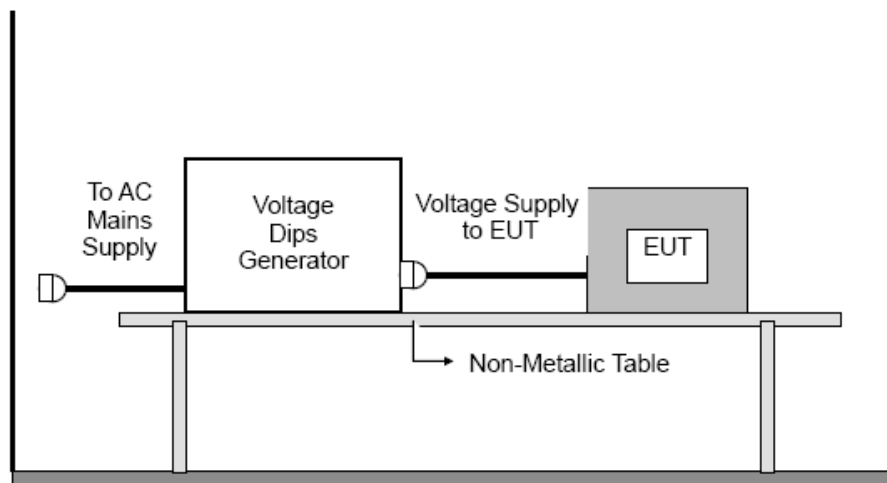 To AC
Mains
Supply
Voltage
Dips
Generator
Voltage Supply
to EUT
EUT
Non-Metallic Table